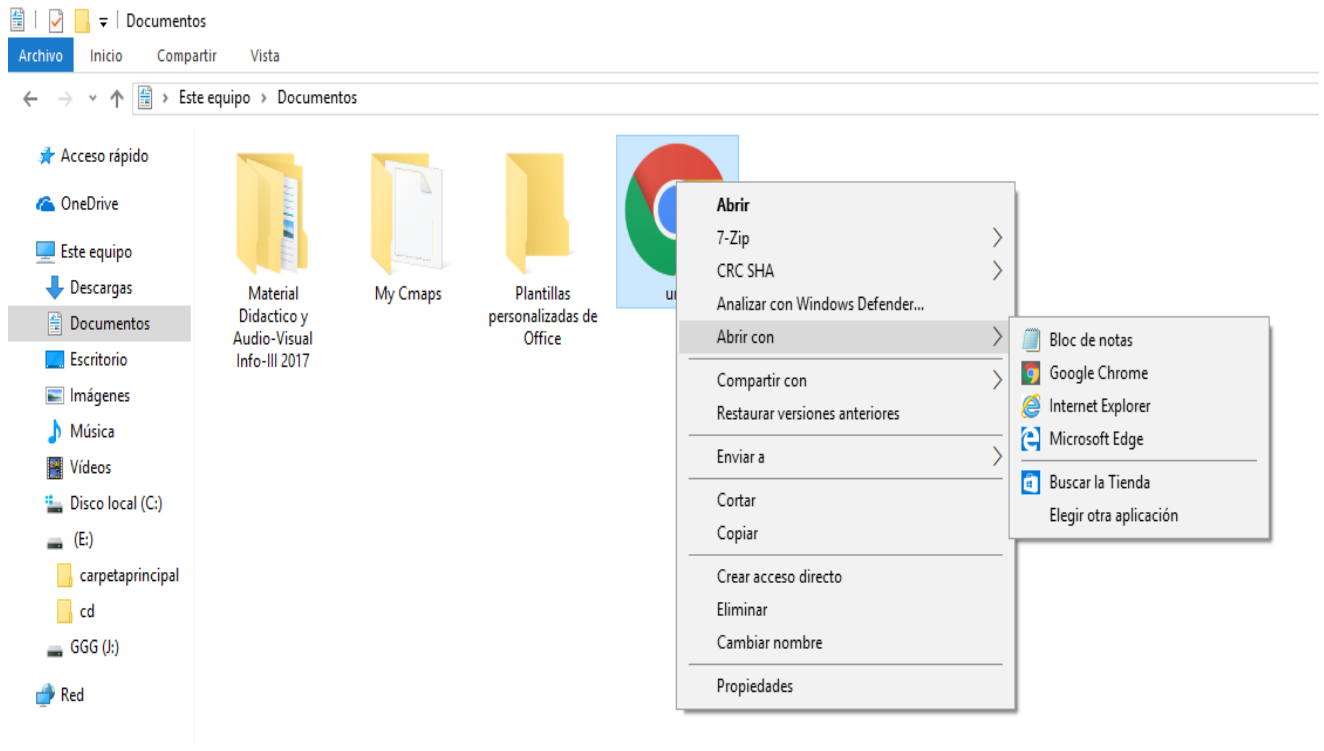 Documentos
Archivo Inicio Compartir Vista
Este equipo Documentos
Acceso rápido
OneDrive
Este equipo
Descargas
Documentos
Escritorio
Imágenes
Música
Vídeos
Disco local (C:)
(E:)
carpetaprincipal
cd
GGG (J:)
Red
Material
Didactico y
Audio-Visual
Info-III 2017
My Cmaps
Plantillas
personalizadas de
Office
Abrir
7-Zip
CRC SHA
Analizar con Windows Defender...
Abrir con
Compartir con
Restaurar versiones anteriores
Enviar a
Cortar
Copiar
Crear acceso directo
Eliminar
Cambiar nombre
Propiedades
Bloc de notas
Google Chrome
Internet Explorer
Microsoft Edge
Buscar la Tienda
Elegir otra aplicación